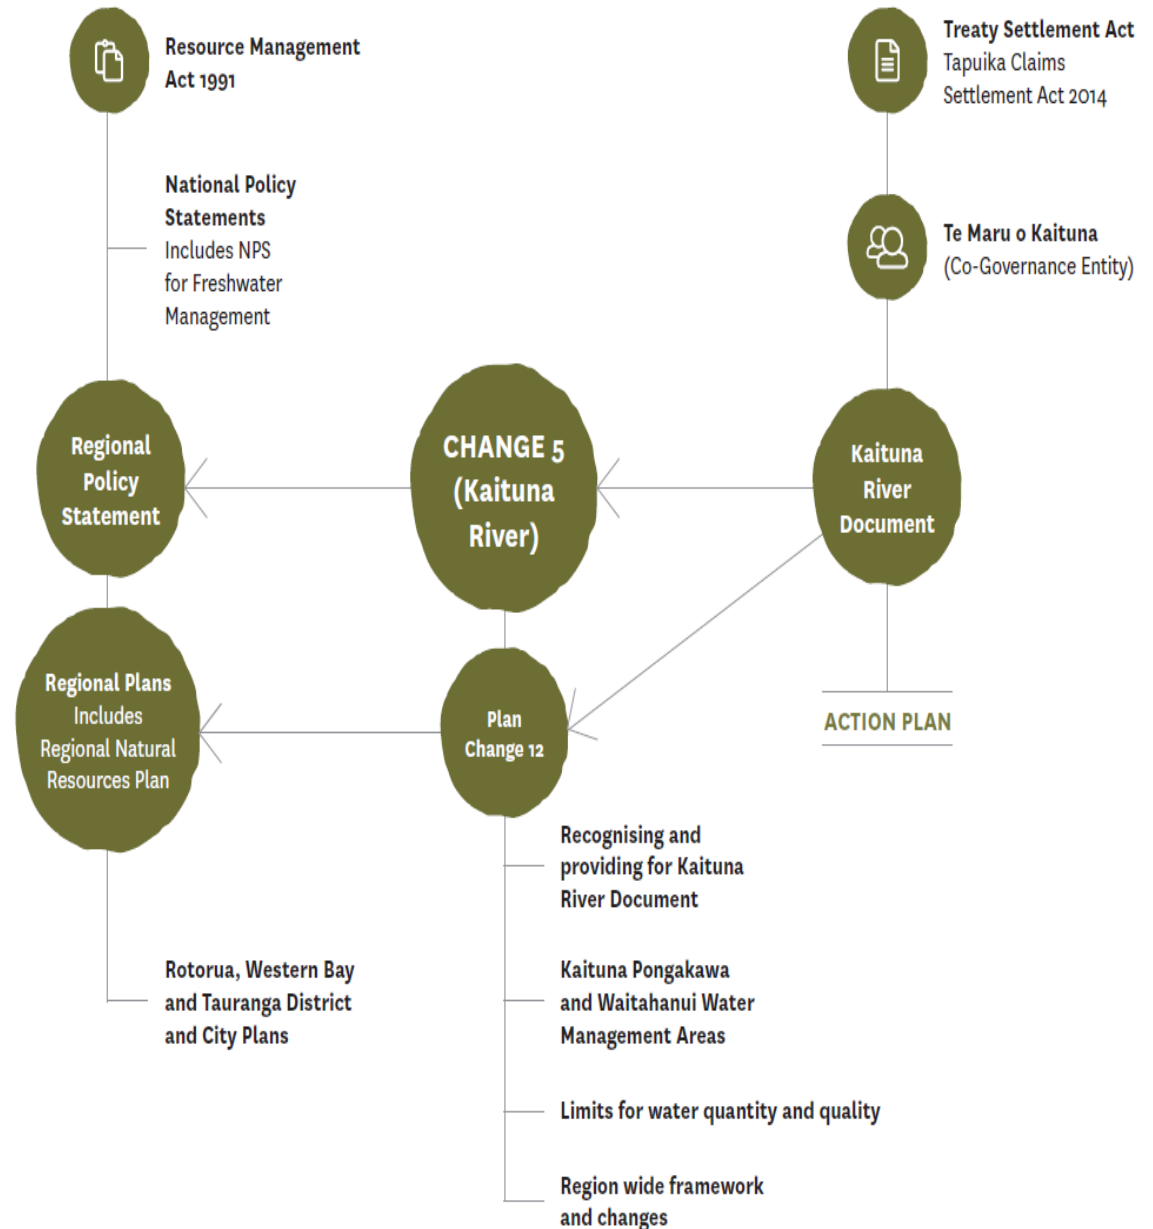 Resource Management
Act 1991
Treaty Settlement Act
Tapuika Claims
Settlement Act 2014
National Policy
Statements
Includes NPS
for Freshwater
Management
Te Maru o Kaituna
(Co-Governance Entity)
Regional
Policy
Statement
CHANGE 5
(Kaituna
River)
Kaituna
River
Document
Regional Plans
Includes
Regional Natural
Resources Plan
Plan
Change 12
ACTION PLAN
Recognising and
providing for Kaituna
River Document
Rotorua, Western Bay
and Tauranga District
and City Plans
Kaituna Pongakawa
and Waitahanui Water
Management Areas
Limits for water quantity and quality
Region wide framework
and changes